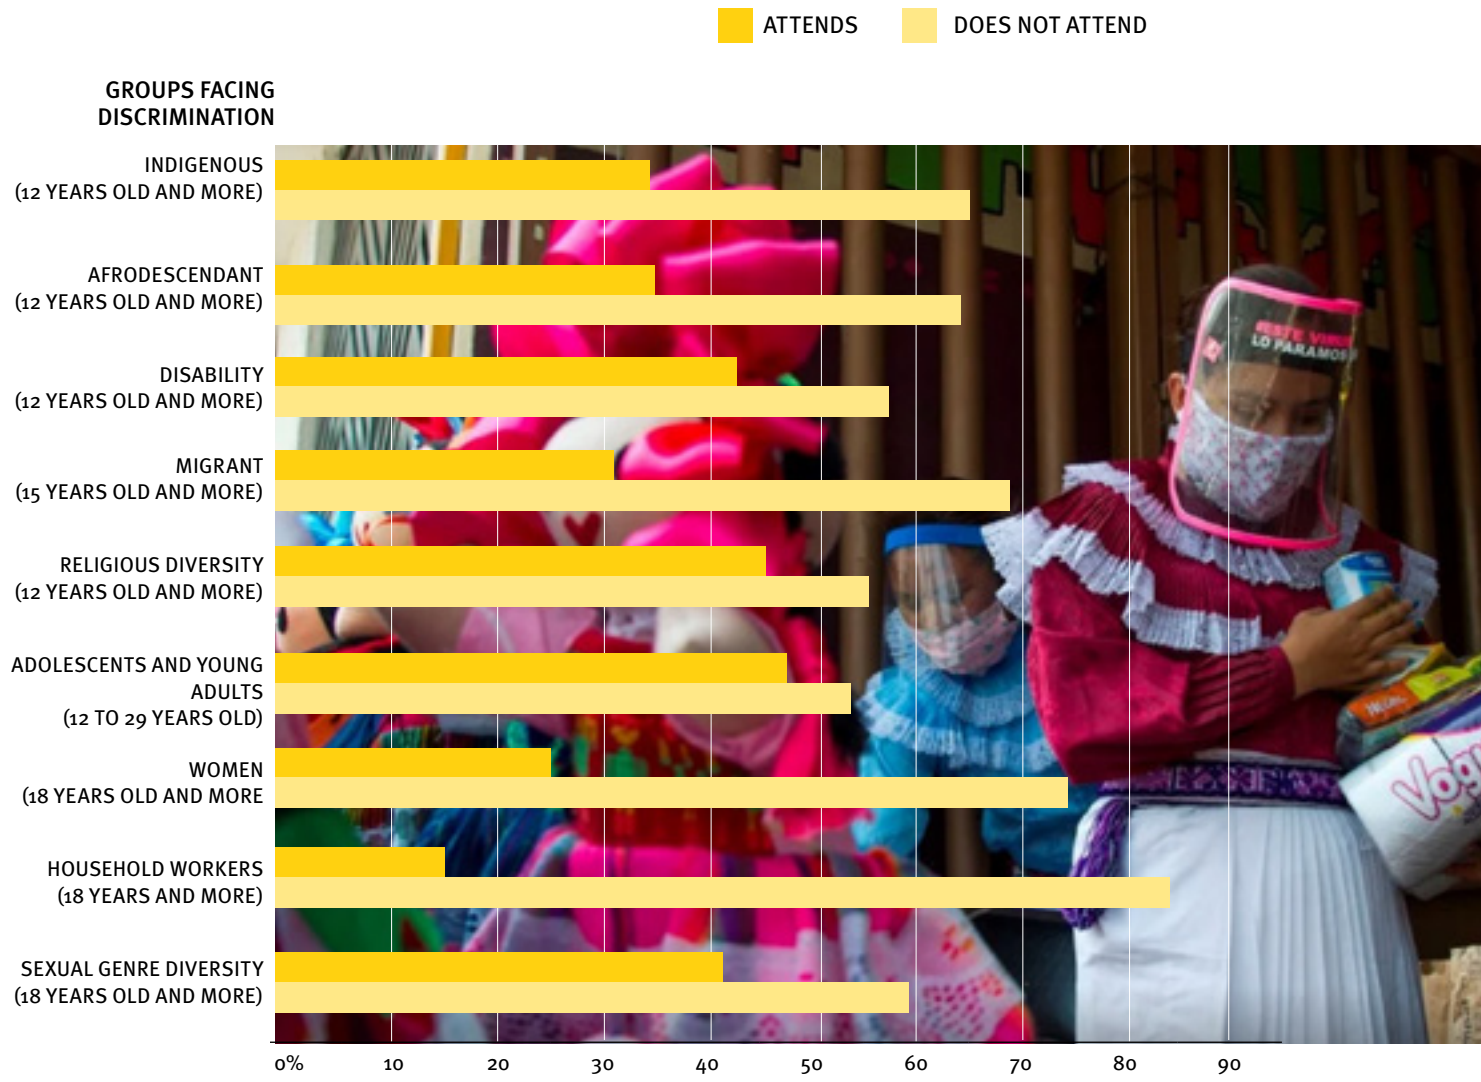 ATTENDS
DOES NOT ATTEND
GROUPS FACING
DISCRIMINATION
INDIGENOUS
(12 YEARS OLD AND MORE)
AFRODESCENDANT
(12 YEARS OLD AND MORE)
DISABILITY
(12 YEARS OLD AND MORE)
MIGRANT
(15 YEARS OLD AND MORE)
RELIGIOUS DIVERSITY
(12 YEARS OLD AND MORE)
ADOLESCENTS AND YOUNG
ADULTS
(12 TO 29 YEARS OLD)
WOMEN
(18 YEARS OLD AND MORE
HOUSEHOLD WORKERS
(18 YEARS AND MORE)
SEXUAL GENRE DIVERSITY
(18 YEARS OLD AND MORE)
0% 10 20 30 40 50 60 70 80 90
#ESTE VIRUS
LO PARAMOS
Vog